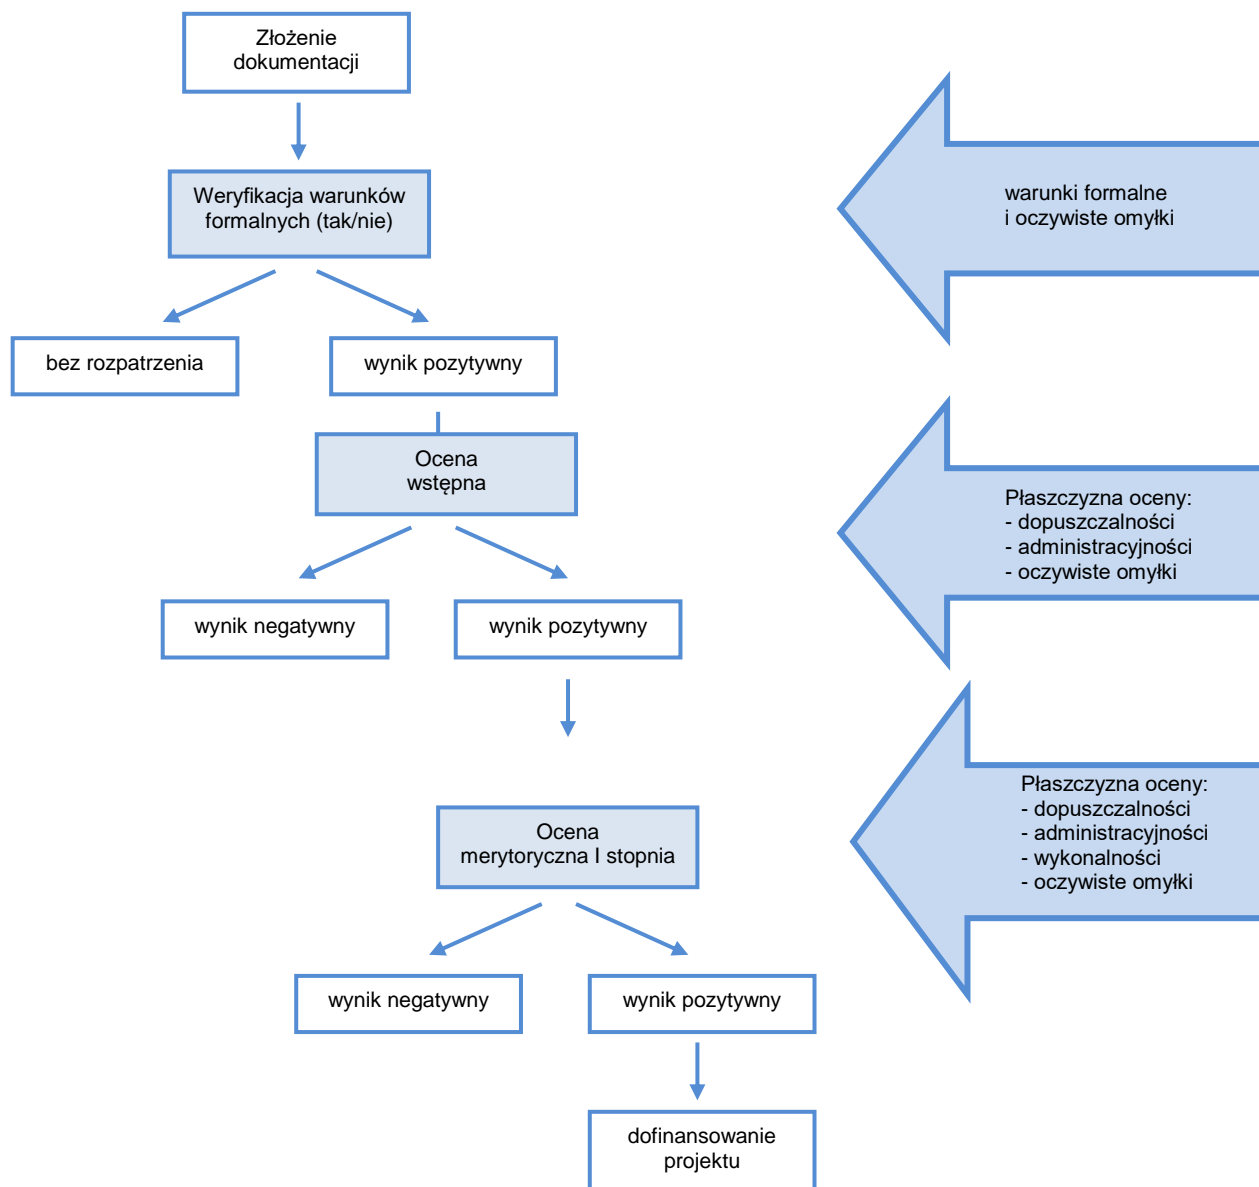 Złożenie
dokumentacji
Weryfikacja warunków
formalnych (tak/nie)
warunki formalne
i oczywiste omyłki
bez rozpatrzenia
wynik pozytywny
Ocena
wstępna
Płaszczyzna oceny:
- dopuszczalności
- administracyjności
- oczywiste omyłki
wynik negatywny
wynik pozytywny
Ocena
merytoryczna I stopnia
Płaszczyzna oceny:
- dopuszczalności
- administracyjności
- wykonalności
- oczywiste omyłki
wynik negatywny
wynik pozytywny
dofinansowanie
projektu